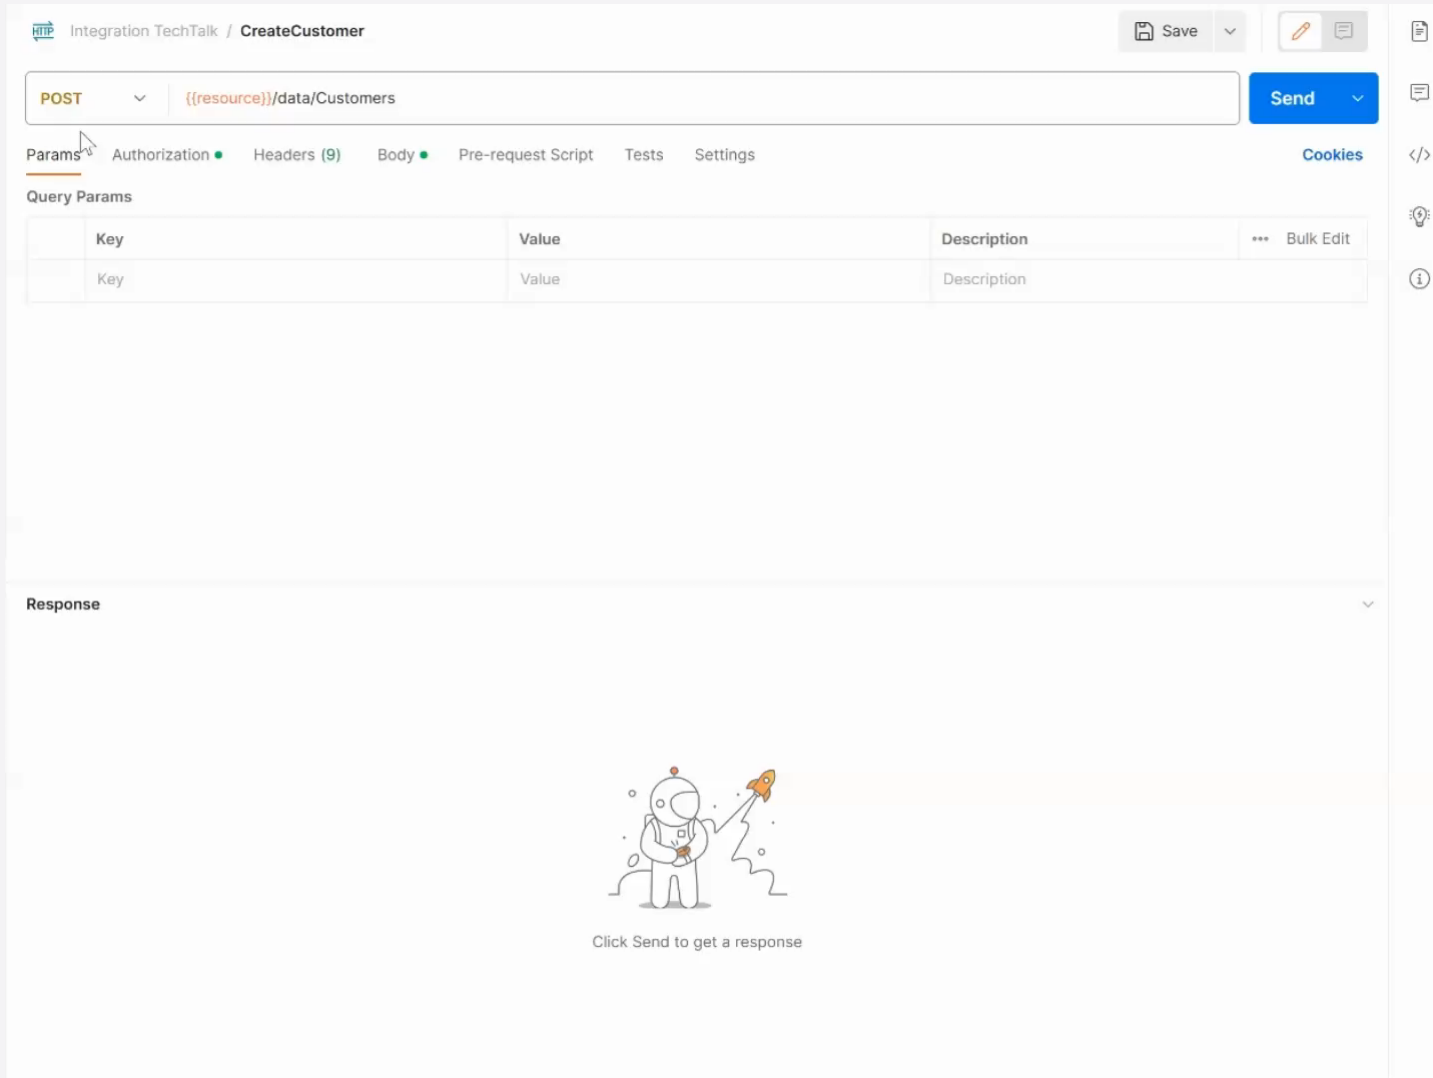 HTTP Integration TechTalk / CreateCustomer Save
POST {{resource}}/data/Customers Send
Params Authorization Headers (9) Body Pre-request Script Tests Settings Cookies
Query Params
Key Value Description ••• Bulk Edit
Key Value Description
Response
Click Send to get a response